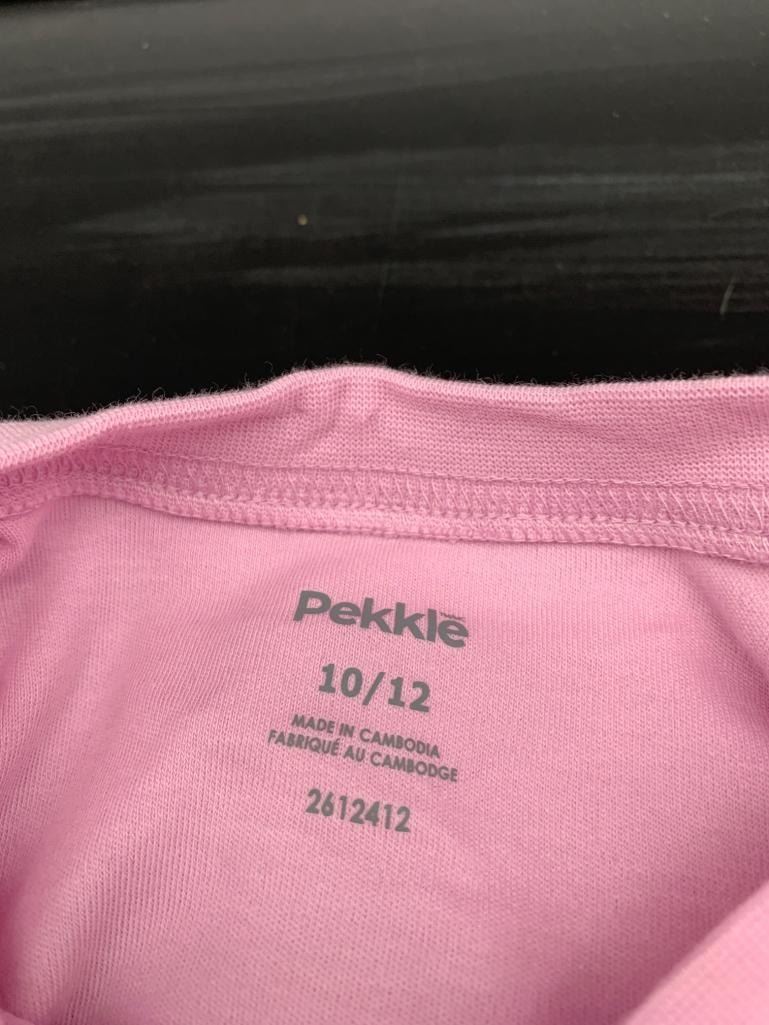 Pekkle
10/12
MADE IN CAMBODIA
FABRIQUÉ AU CAMBODGE
2612412